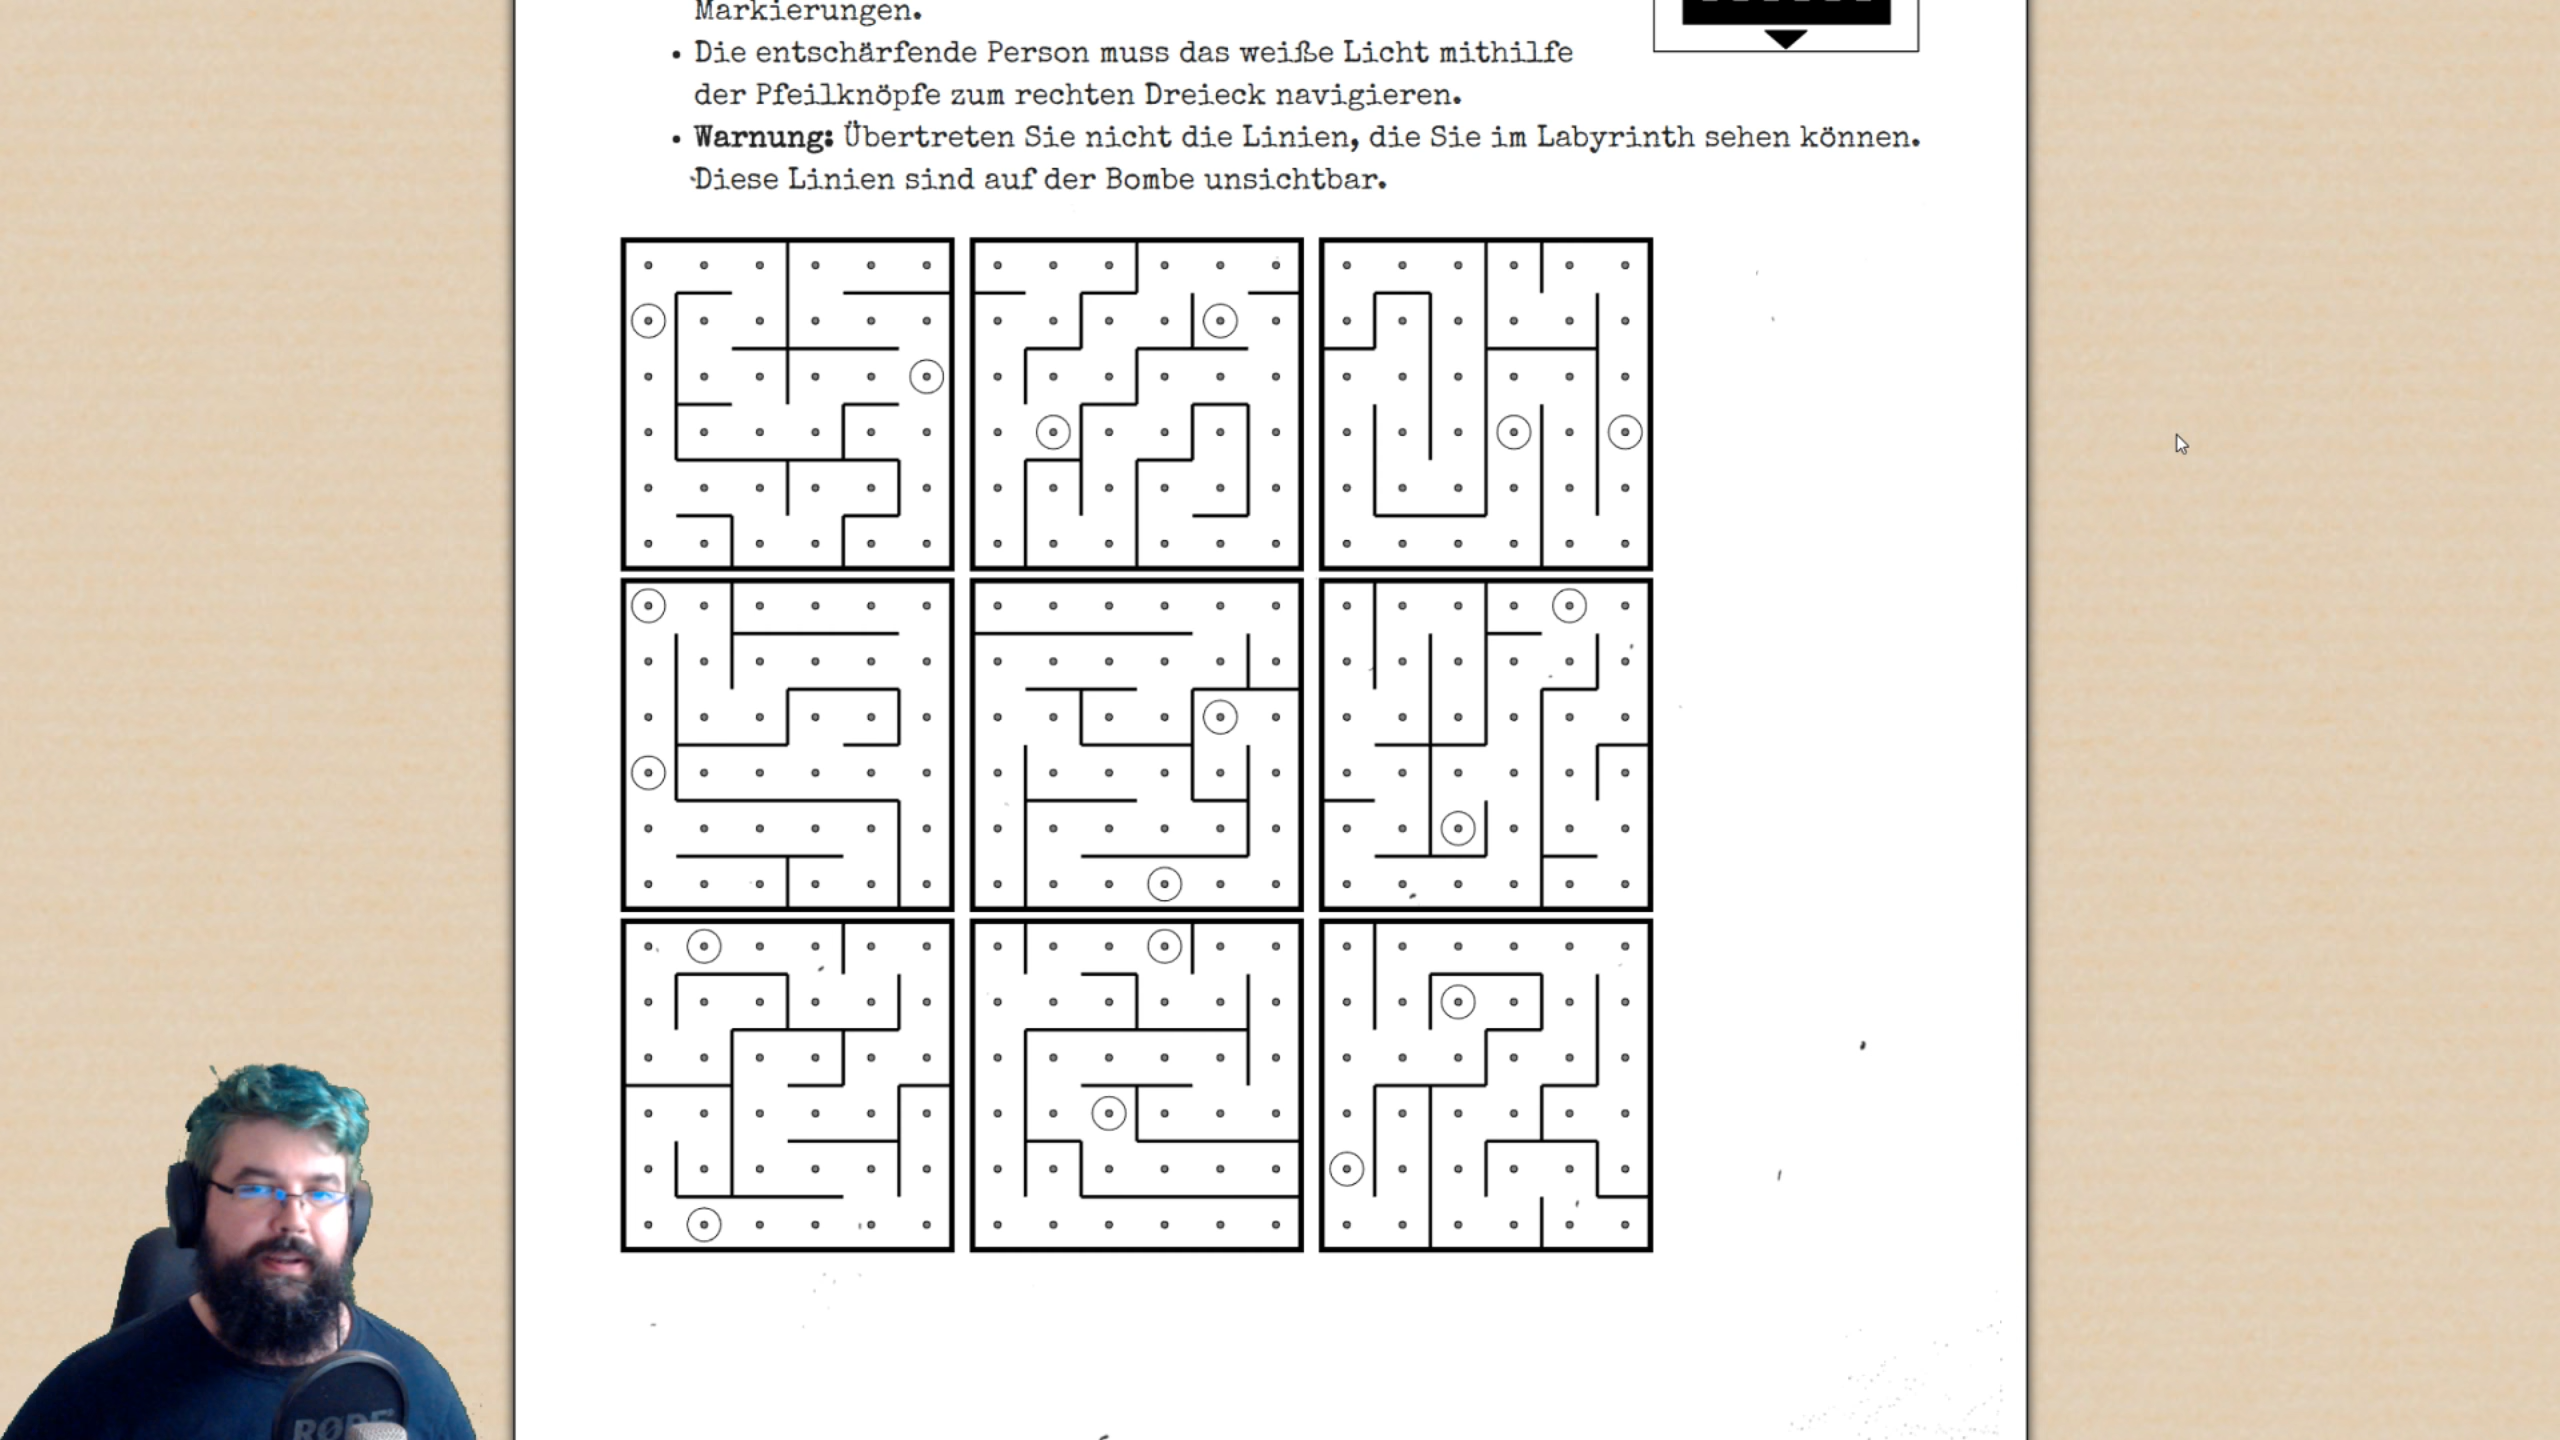 Markierungen.
• Die entschärfende Person muss das weiße Licht mithilfe
der Pfeilknöpfe zum rechten Dreieck navigieren.
• Warnung: Übertreten Sie nicht die Linien, die Sie im Labyrinth sehen können.
Diese Linien sind auf der Bombe unsichtbar.
RØDE